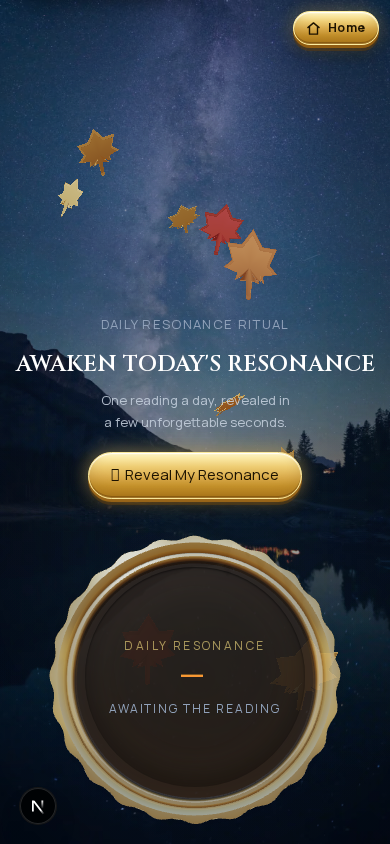 Home
DAILY RESONANCE RITUAL
AWAKEN TODAY'S RESONANCE
One reading a day, revealed in
a few unforgettable seconds.
Reveal My Resonance
DAILY RESONANCE
AWAITING THE READING
N